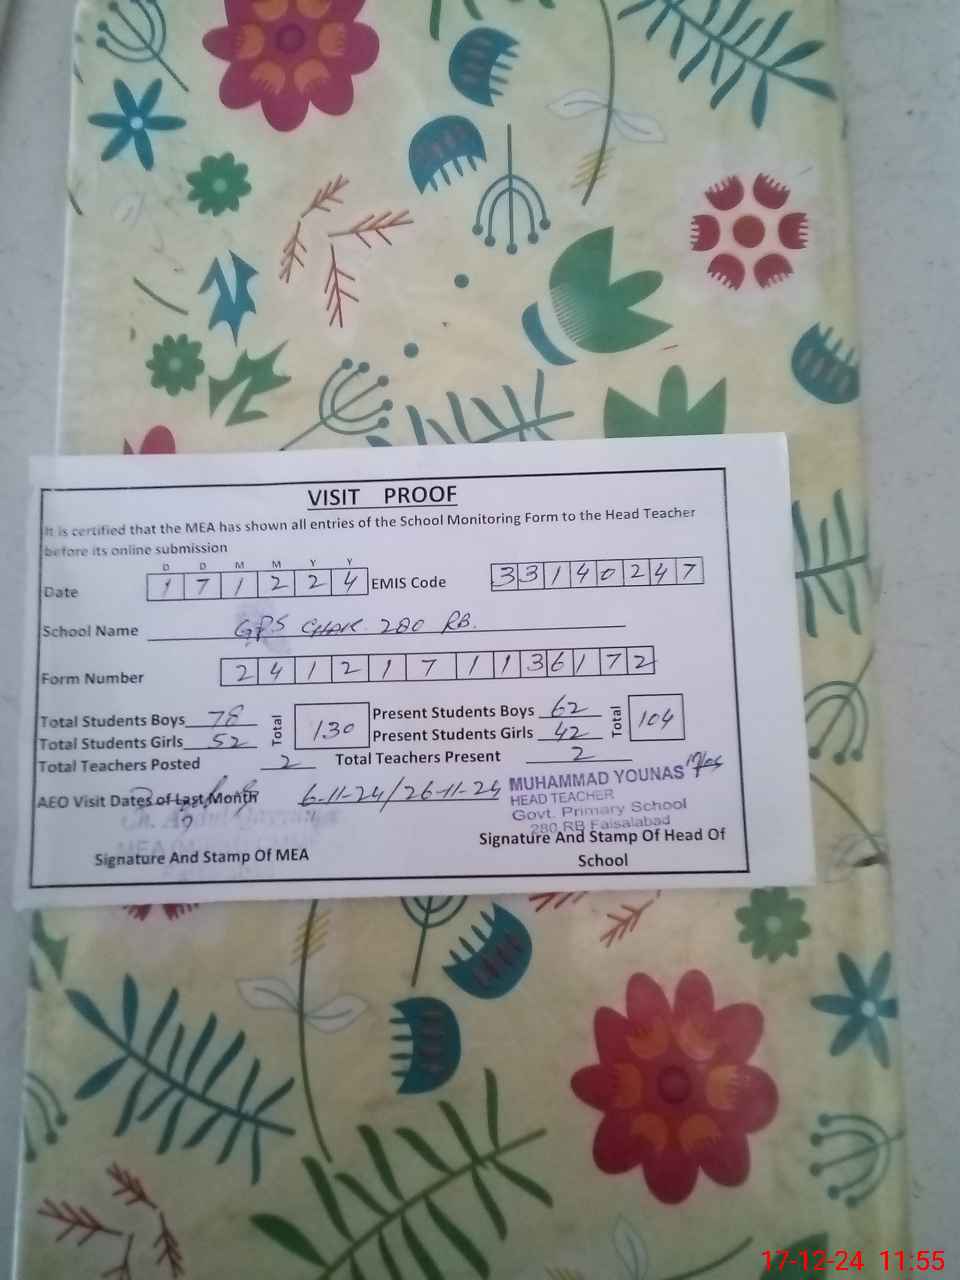 VISIT PROOF
It is certified that the MEA has shown all entries of the School Monitoring Form to the Head Teacher
before its online submission
D D M M Y Y
Date 1 7 1 2 2 4 EMIS Code 3 3 1 4 0 2 4 7
School Name GPS CHAK 280 RB.
Form Number 2 4 1 2 1 7 1 1 3 6 1 7 2
Total Students Boys 78 Total 130 Present Students Boys 62 Total 104
Total Students Girls 52 Present Students Girls 42
Total Teachers Posted 2 Total Teachers Present 2
AEO Visit Dates of Last Month 6-11-24/26-11-24
MUHAMMAD YOUNAS
HEAD TEACHER
Govt. Primary School
280 RB Faisalabad
Signature And Stamp Of MEA
Signature And Stamp Of Head Of
School
17-12-24 11:55